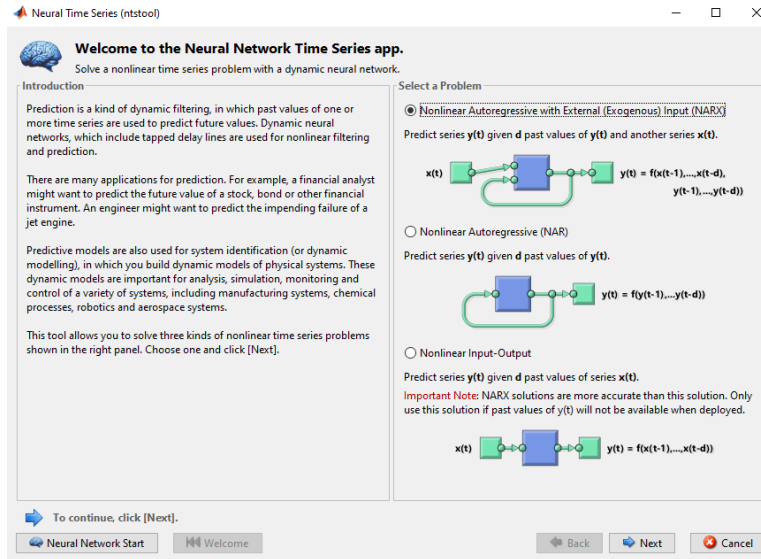 Neural Time Series (ntstool)
Welcome to the Neural Network Time Series app.
Solve a nonlinear time series problem with a dynamic neural network.
Introduction
Prediction is a kind of dynamic filtering, in which past values of one or
more time series are used to predict future values. Dynamic neural
networks, which include tapped delay lines are used for nonlinear filtering
and prediction.
There are many applications for prediction. For example, a financial analyst
might want to predict the future value of a stock, bond or other financial
instrument. An engineer might want to predict the impending failure of a
jet engine.
Predictive models are also used for system identification (or dynamic
modelling), in which you build dynamic models of physical systems. These
dynamic models are important for analysis, simulation, monitoring and
control of a variety of systems, including manufacturing systems, chemical
processes, robotics and aerospace systems.
This tool allows you to solve three kinds of nonlinear time series problems
shown in the right panel. Choose one and click [Next].
Select a Problem
Nonlinear Autoregressive with External (Exogenous) Input (NARX)
Predict series y(t) given d past values of y(t) and another series x(t).
x(t)
y(t) = f(x(t-1),...,x(t-d),
y(t-1),...,y(t-d))
Nonlinear Autoregressive (NAR)
Predict series y(t) given d past values of y(t).
y(t) = f(y(t-1),...y(t-d))
Nonlinear Input-Output
Predict series y(t) given d past values of series x(t).
Important Note: NARX solutions are more accurate than this solution. Only
use this solution if past values of y(t) will not be available when deployed.
x(t)
y(t) = f(x(t-1),...,x(t-d))
To continue, click [Next].
Neural Network Start
Welcome
Back
Next
Cancel